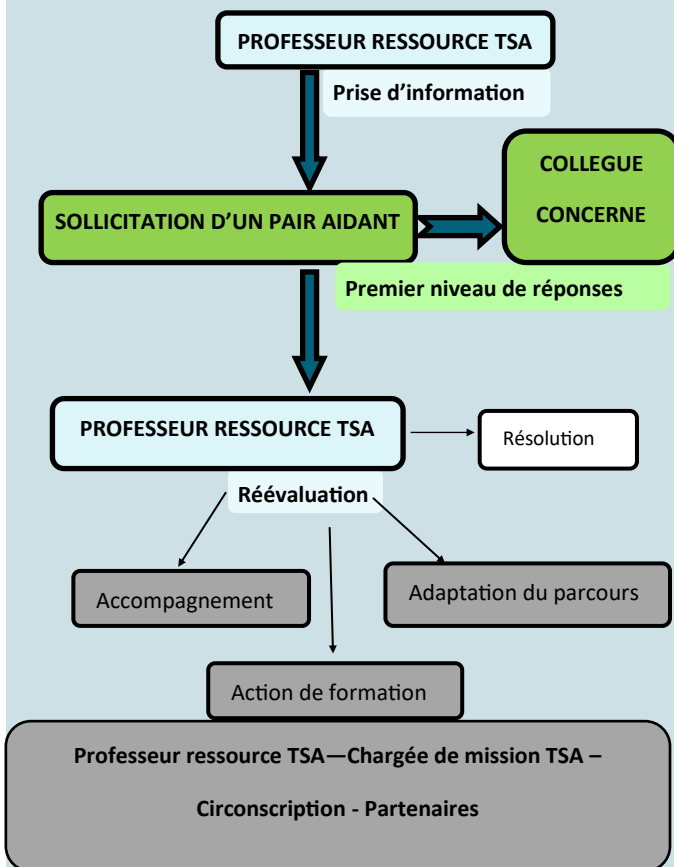 PROFESSEUR RESSOURCE TSA
Prise d’information
COLLEGUE
CONCERNE
SOLLICITATION D’UN PAIR AIDANT
Premier niveau de réponses
PROFESSEUR RESSOURCE TSA
Résolution
Réévaluation
Accompagnement
Adaptation du parcours
Action de formation
Professeur ressource TSA—Chargée de mission TSA –
Circonscription - Partenaires